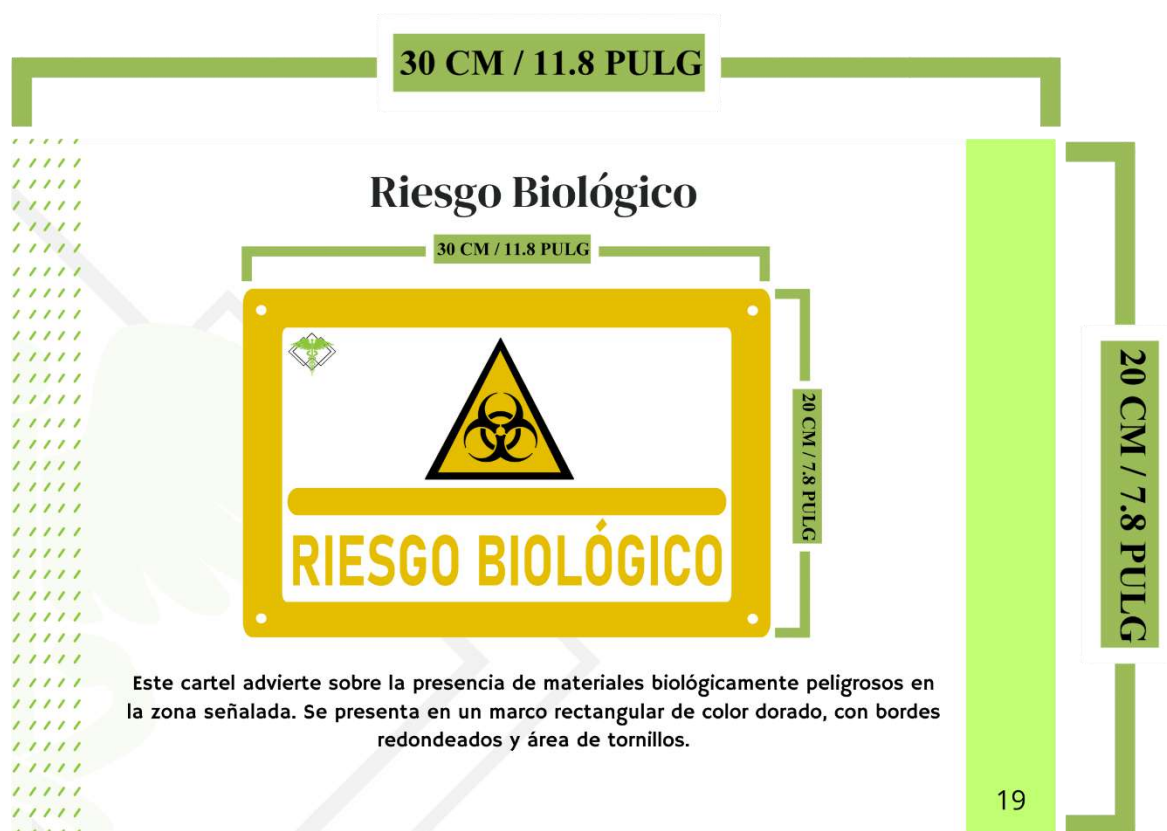 30 CM / 11.8 PULG
Riesgo Biológico
30 CM / 11.8 PULG
20 CM / 7.8 PULG
RIESGO BIOLÓGICO
20 CM / 7.8 PULG
Este cartel advierte sobre la presencia de materiales biológicamente peligrosos en
la zona señalada. Se presenta en un marco rectangular de color dorado, con bordes
redondeados y área de tornillos.
19